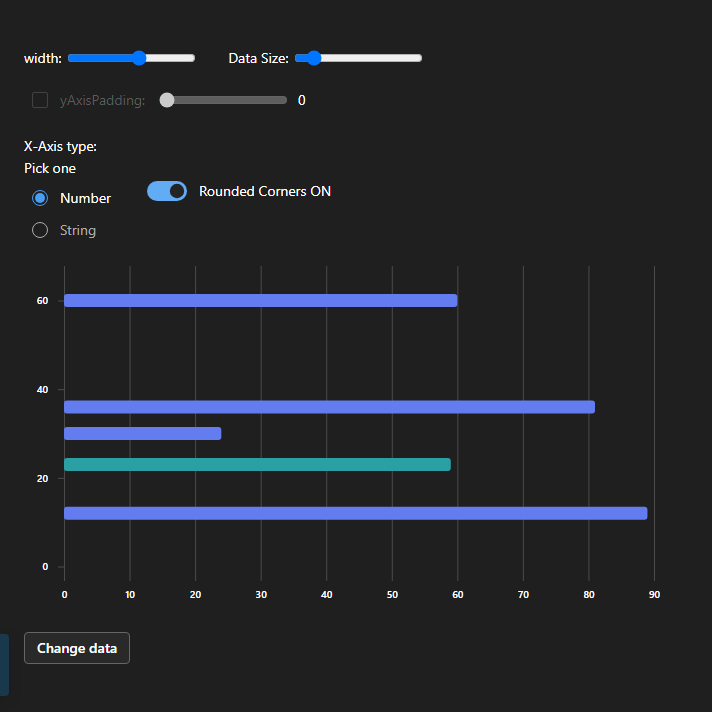 width: Data Size:
yAxisPadding: 0
X-Axis type:
Pick one
Number Rounded Corners ON
String
60
40
20
0
0 10 20 30 40 50 60 70 80 90
Change data